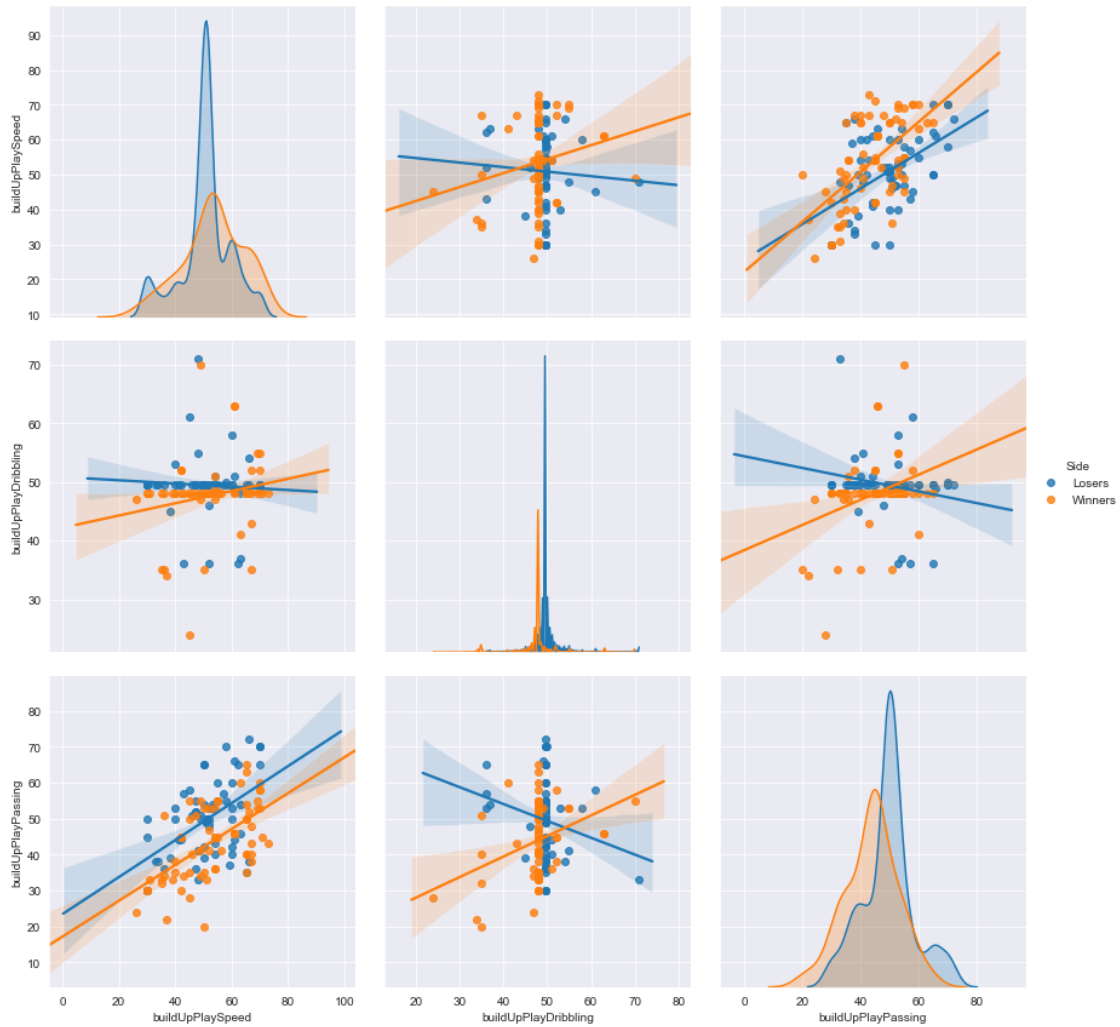 90
80
70
60
50
40
30
20
10
buildUpPlaySpeed
70
60
50
40
30
buildUpPlayDribbling
Side
Losers
Winners
80
70
60
50
40
30
20
10
buildUpPlayPassing
0 20 40 60 80 100
buildUpPlaySpeed
20 30 40 50 60 70 80
buildUpPlayDribbling
0 20 40 60 80
buildUpPlayPassing